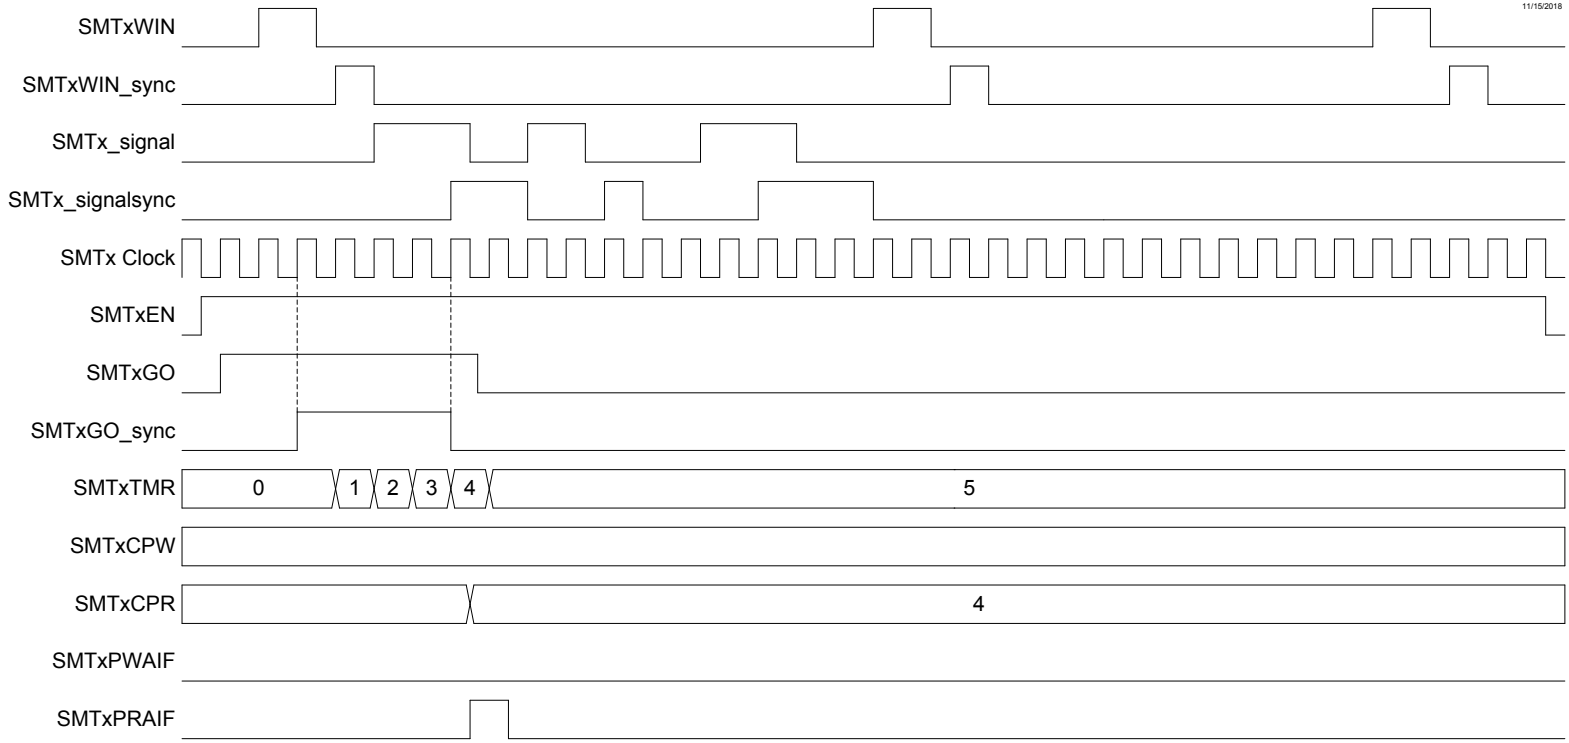 11/15/2018
SMTxWIN
SMTxWIN_sync
SMTx_signal
SMTx_signalsync
SMTx Clock
SMTxEN
SMTxGO
SMTxGO_sync
SMTxTMR 0 1 2 3 4 5
SMTxCPW
SMTxCPR 4
SMTxPWAIF
SMTxPRAIF